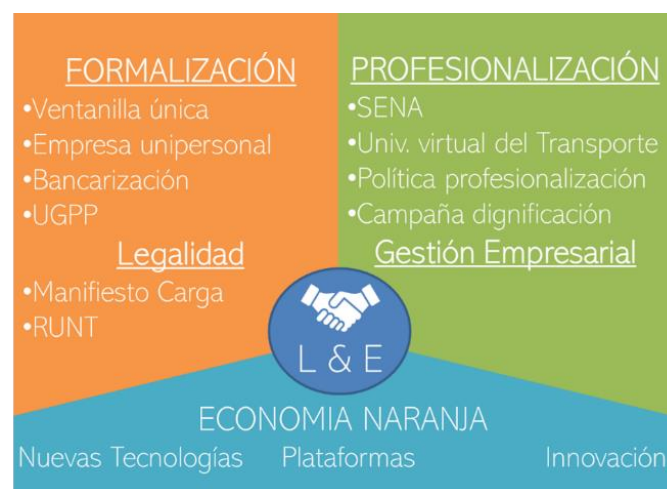 FORMALIZACIÓN
•Ventanilla única
•Empresa unipersonal
•Bancarización
•UGPP
Legalidad
•Manifiesto Carga
•RUNT
PROFESIONALIZACIÓN
•SENA
•Univ. virtual del Transporte
•Política profesionalización
•Campaña dignificación
Gestión Empresarial
L & E
ECONOMIA NARANJA
Nuevas Tecnologías Plataformas Innovación